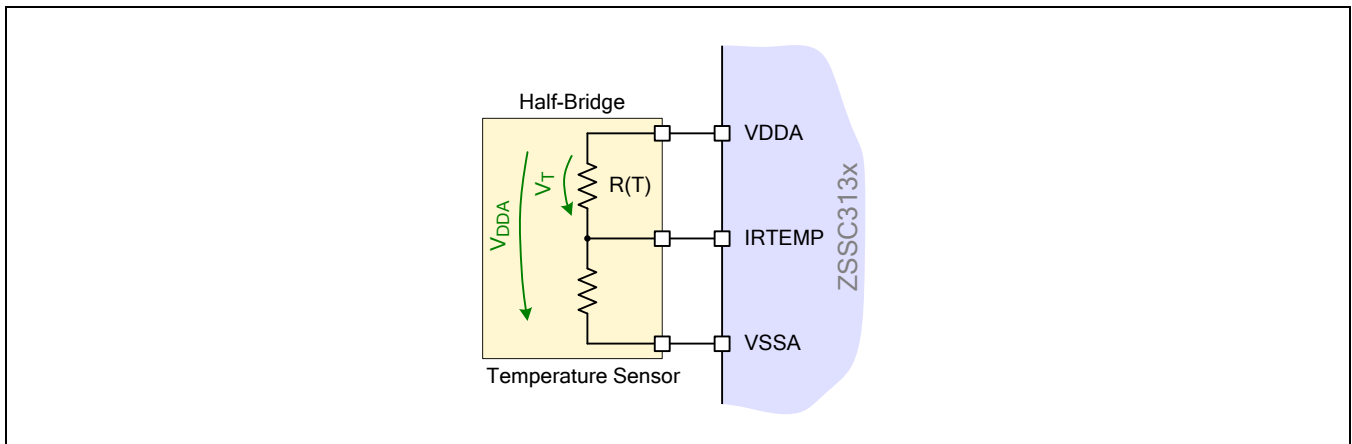 Half-Bridge
VDDA
VT
R(T)
VDDA
IRTEMP
ZSSC313x
VSSA
Temperature Sensor